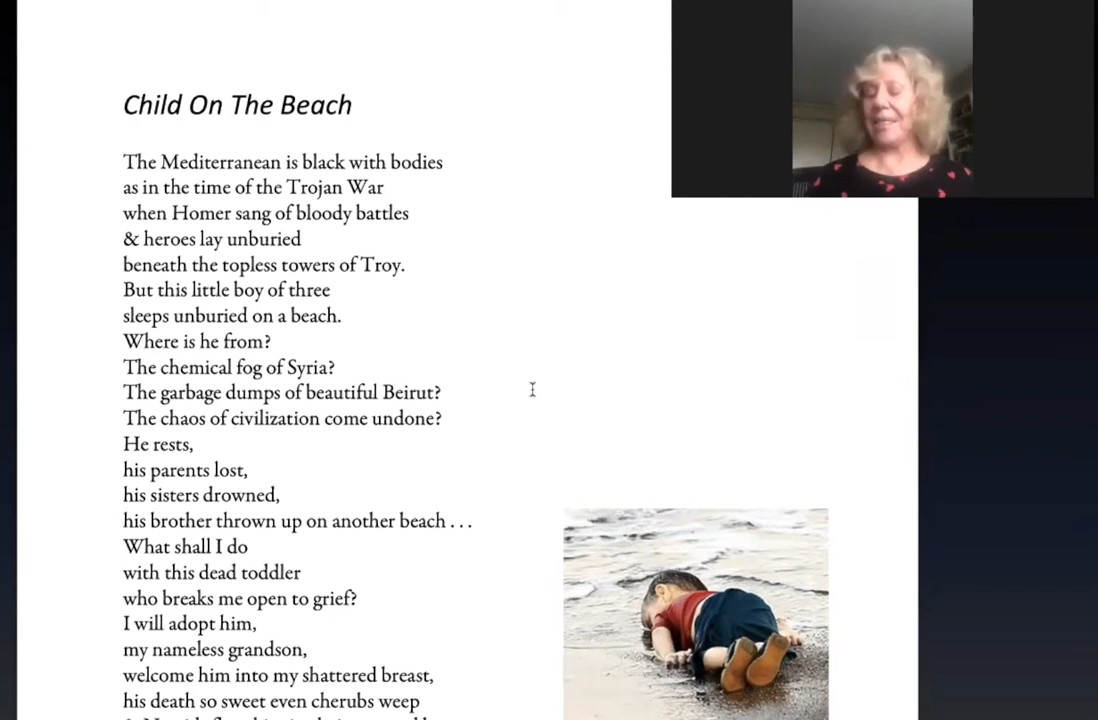 Child On The Beach
The Mediterranean is black with bodies
as in the time of the Trojan War
when Homer sang of bloody battles
& heroes lay unburied
beneath the topless towers of Troy.
But this little boy of three
sleeps unburied on a beach.
Where is he from?
The chemical fog of Syria?
The garbage dumps of beautiful Beirut?
The chaos of civilization come undone?
He rests,
his parents lost,
his sisters drowned,
his brother thrown up on another beach . . .
What shall I do
with this dead toddler
who breaks me open to grief?
I will adopt him,
my nameless grandson,
welcome him into my shattered breast,
his death so sweet even cherubs weep